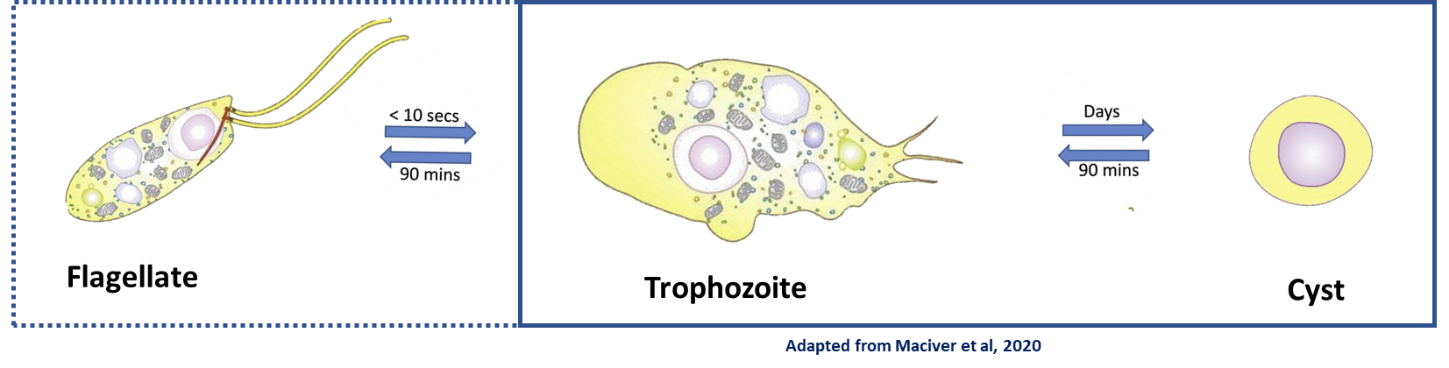 < 10 secs
90 mins
Days
90 mins
Flagellate
Trophozoite
Cyst
Adapted from Maciver et al, 2020